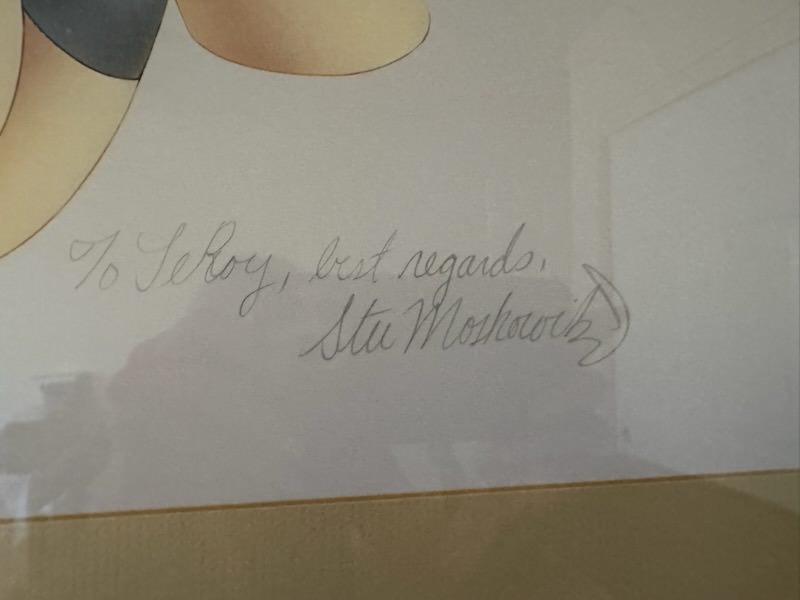 To LeRoy, best regards,
Stu Moskowitz